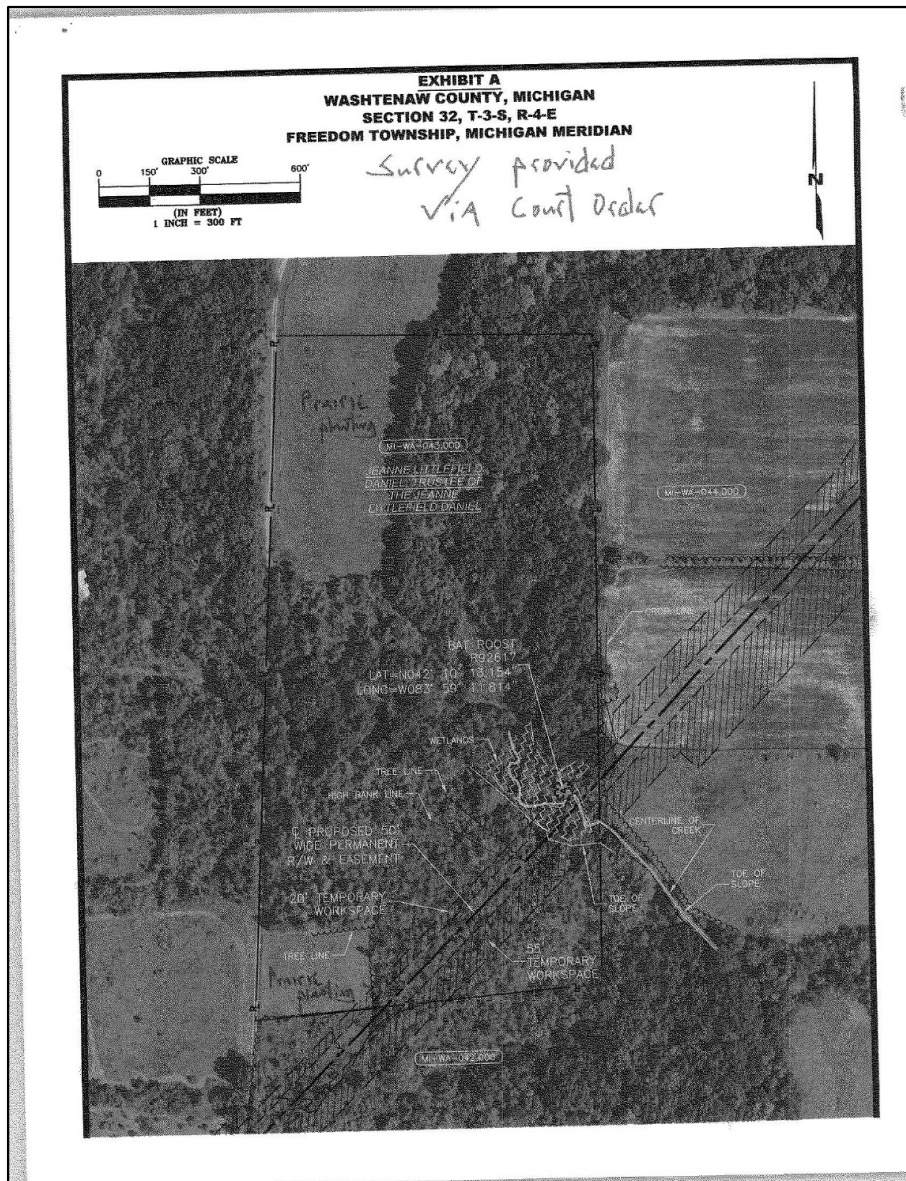 EXHIBIT A
WASHTENAW COUNTY, MICHIGAN
SECTION 32, T-3-S, R-4-E
FREEDOM TOWNSHIP, MICHIGAN MERIDIAN
GRAPHIC SCALE
0 150' 300' 600'
(IN FEET)
1 INCH = 300 FT
Survey provided
ViA Court Order
N
Prairie
planting
MI-WA-043.000
JEANNE LITTLEFIELD
DANIEL, TRUSTEE OF
THE JEANNE
LITTLEFIELD DANIEL
MI-WA-044.000
CROP LINE
BAT ROOST
LAT=N042° 10' 13.154"
LONG=W083° 59' 11.814"
WETLANDS
TREE LINE
HIGH BANK LINE
℄ PROPOSED 50'
WIDE PERMANENT
R/W & EASEMENT
20' TEMPORARY
WORKSPACE
TREE LINE
CENTERLINE OF
CREEK
TOE OF
SLOPE
TOE OF
SLOPE
55'
TEMPORARY
WORKSPACE
Prairie
planting
MI-WA-042.000